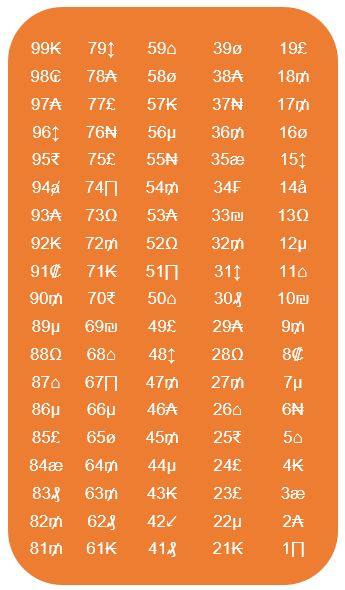 99₭ 79↨ 59⌂ 39ø 19£
98₢ 78₳ 58ø 38₳ 18₥
97₳ 77£ 57₭ 37₦ 17₥
96↨ 76₦ 56µ 36₥ 16ø
95₹ 75£ 55₦ 35æ 15↨
94ⱥ 74∏ 54₥ 34₣ 14å
93₳ 73Ω 53₳ 33₪ 13Ω
92₭ 72₥ 52Ω 32₥ 12µ
91₡ 71₭ 51∏ 31↨ 11⌂
90₥ 70₹ 50⌂ 30₰ 10₪
89µ 69₪ 49£ 29₳ 9₥
88Ω 68⌂ 48↨ 28Ω 8₡
87⌂ 67∏ 47₥ 27₥ 7µ
86µ 66µ 46₳ 26⌂ 6₦
85£ 65ø 45₥ 25₹ 5⌂
84æ 64₥ 44µ 24£ 4₭
83₰ 63₥ 43₭ 23£ 3æ
82₥ 62₰ 42↙ 22µ 2₳
81₥ 61₭ 41₰ 21₭ 1∏